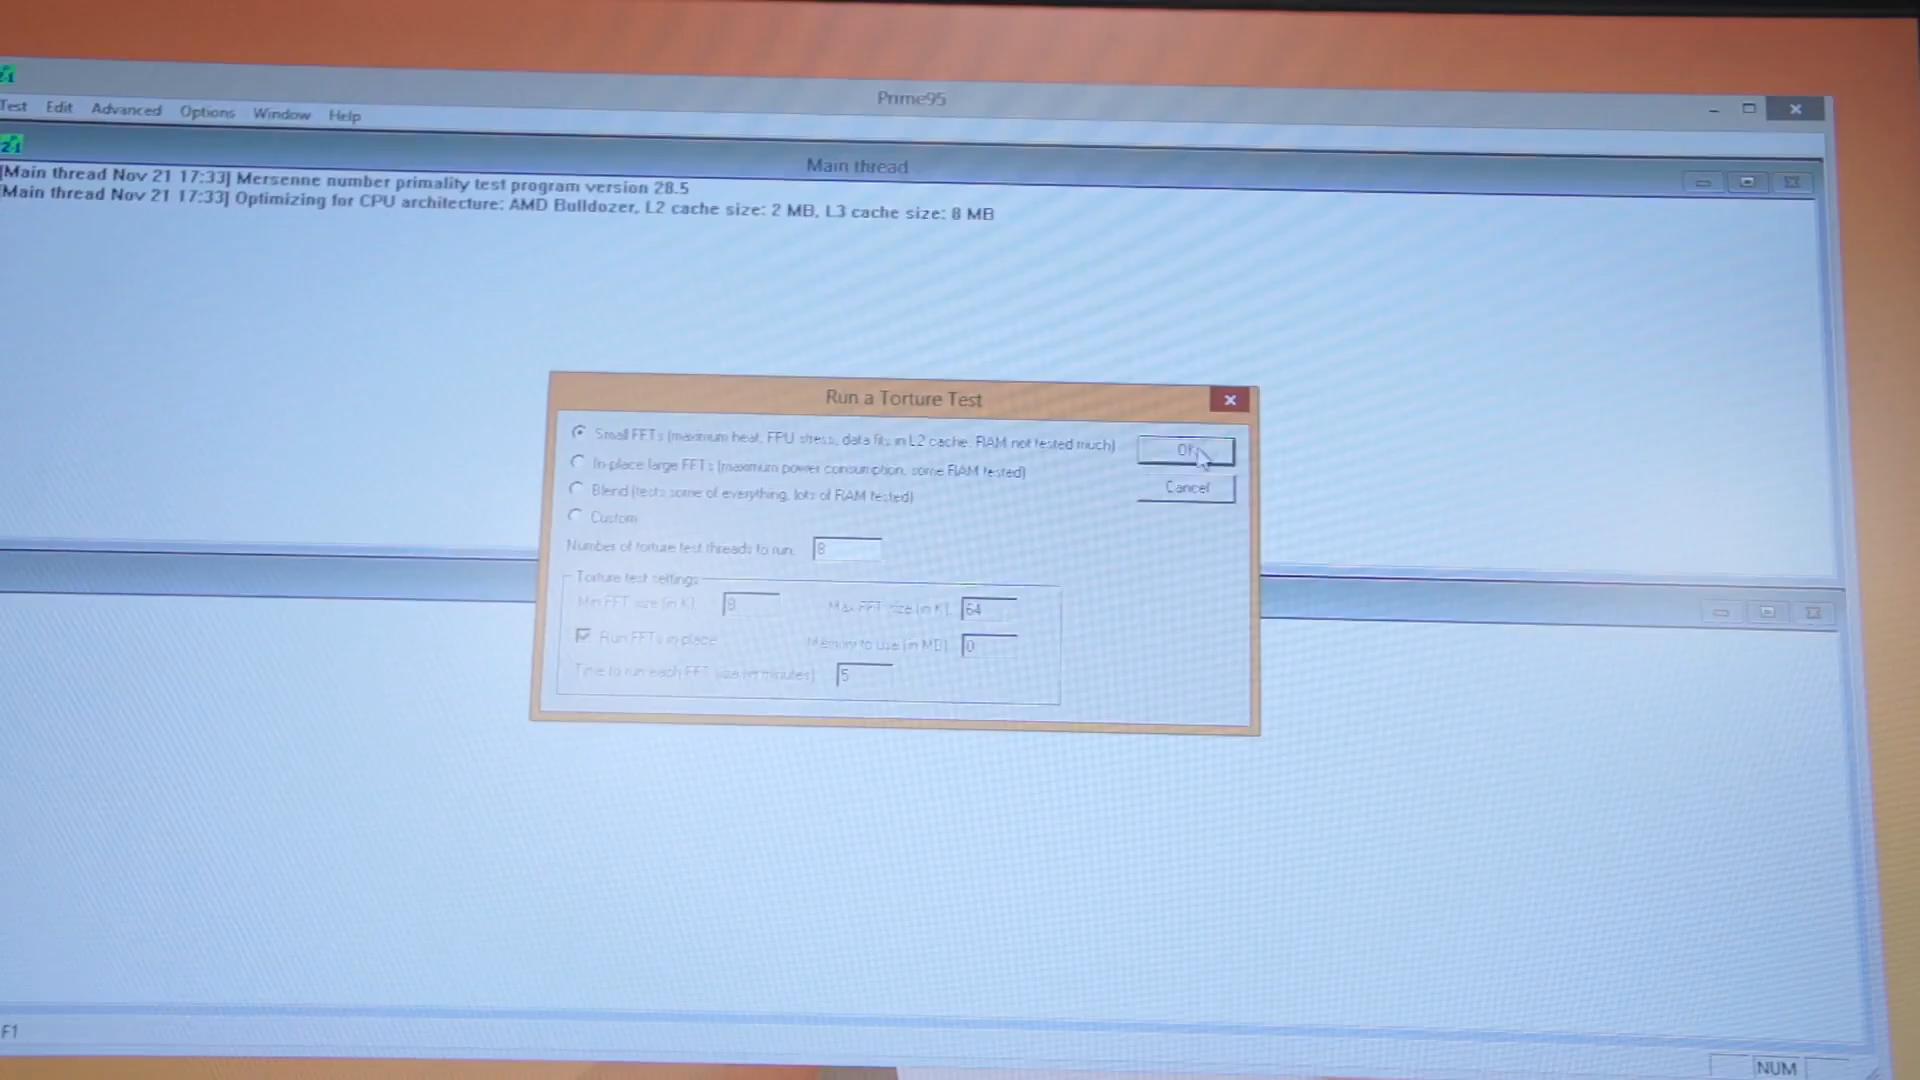 Prime95
Test Edit Advanced Options Window Help
Main thread
[Main thread Nov 21 17:33] Mersenne number primality test program version 28.5
[Main thread Nov 21 17:33] Optimizing for CPU architecture: AMD Bulldozer, L2 cache size: 2 MB, L3 cache size: 8 MB
Run a Torture Test
Small FFTs (maximum heat, FPU stress, data fits in L2 cache, RAM not tested much)
OK
In-place large FFTs (maximum power consumption, some RAM tested)
Cancel
Blend (tests some of everything, lots of RAM tested)
Custom
Number of torture test threads to run: 8
Torture test settings
Min FFT size (in K): 8 Max FFT size (in K): 64
Run FFTs in-place Memory to use (in MB): 0
Time to run each FFT size (in minutes): 5
F1
NUM